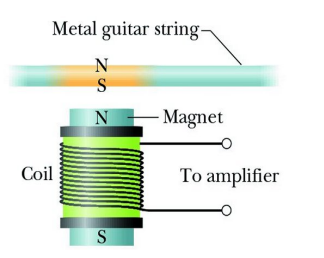 Metal guitar string
N
S
N
Magnet
Coil
To amplifier
S